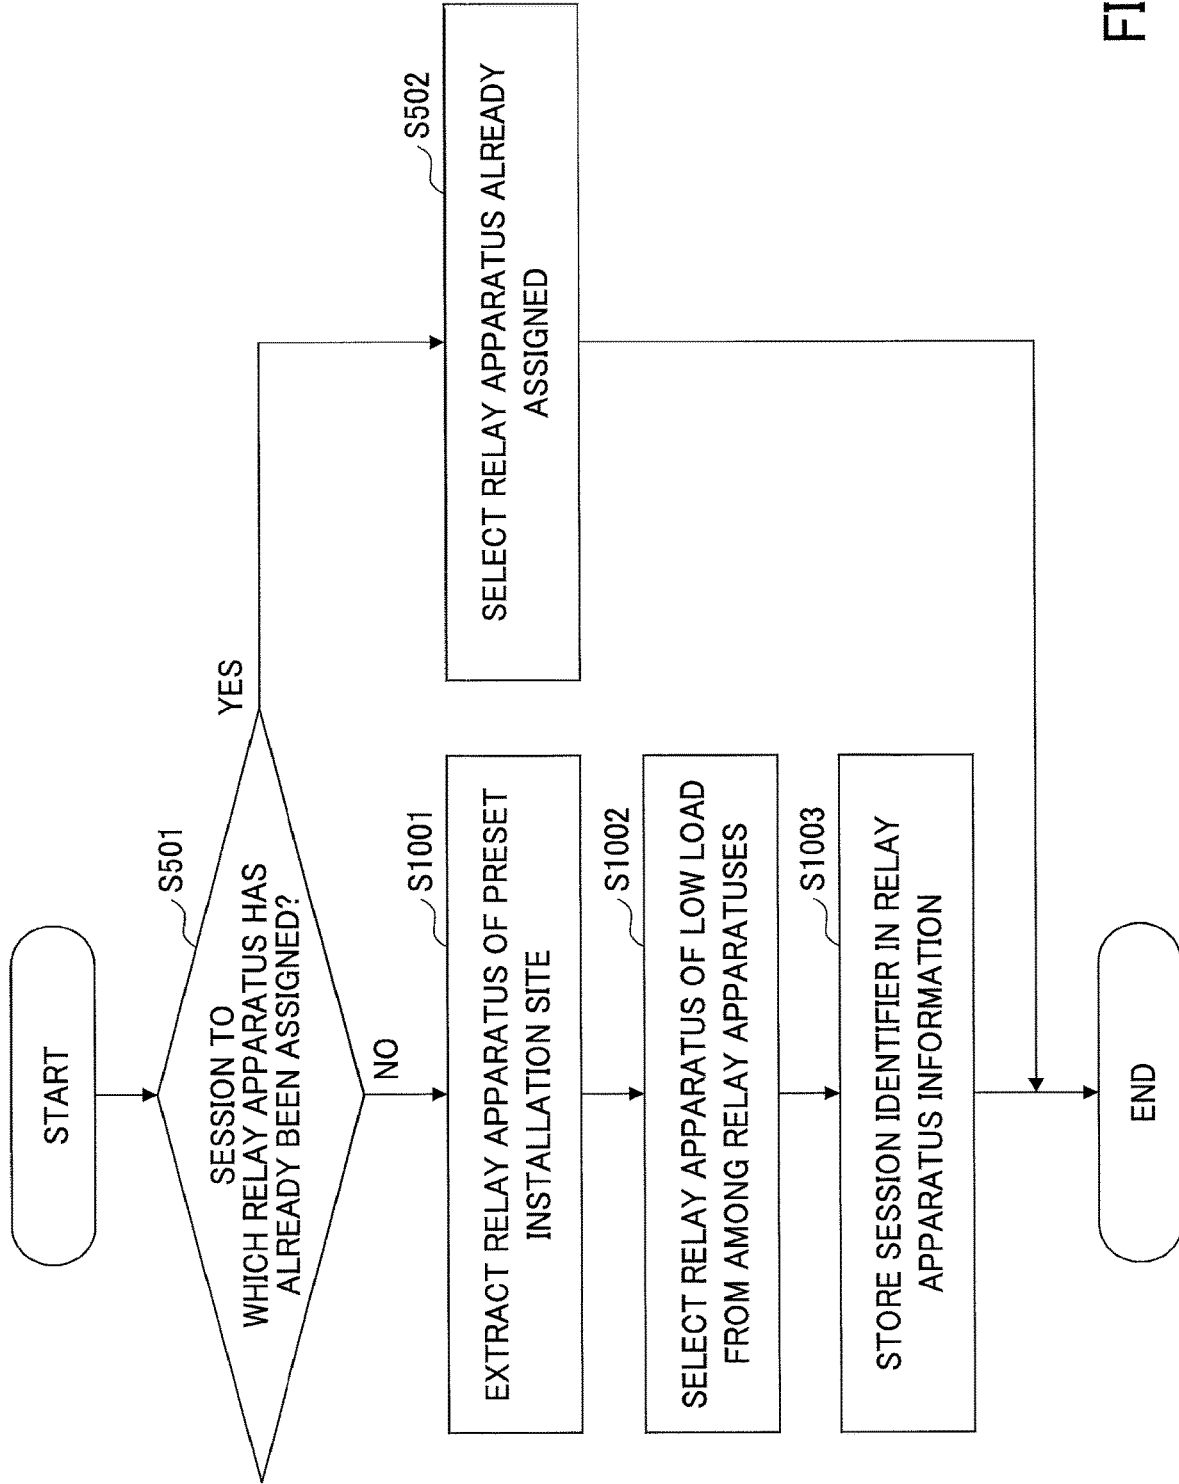 START
S501
SESSION TO
WHICH RELAY APPARATUS HAS
ALREADY BEEN ASSIGNED?
YES
NO
S502
SELECT RELAY APPARATUS ALREADY
ASSIGNED
S1001
EXTRACT RELAY APPARATUS OF PRESET
INSTALLATION SITE
S1002
SELECT RELAY APPARATUS OF LOW LOAD
FROM AMONG RELAY APPARATUSES
S1003
STORE SESSION IDENTIFIER IN RELAY
APPARATUS INFORMATION
END